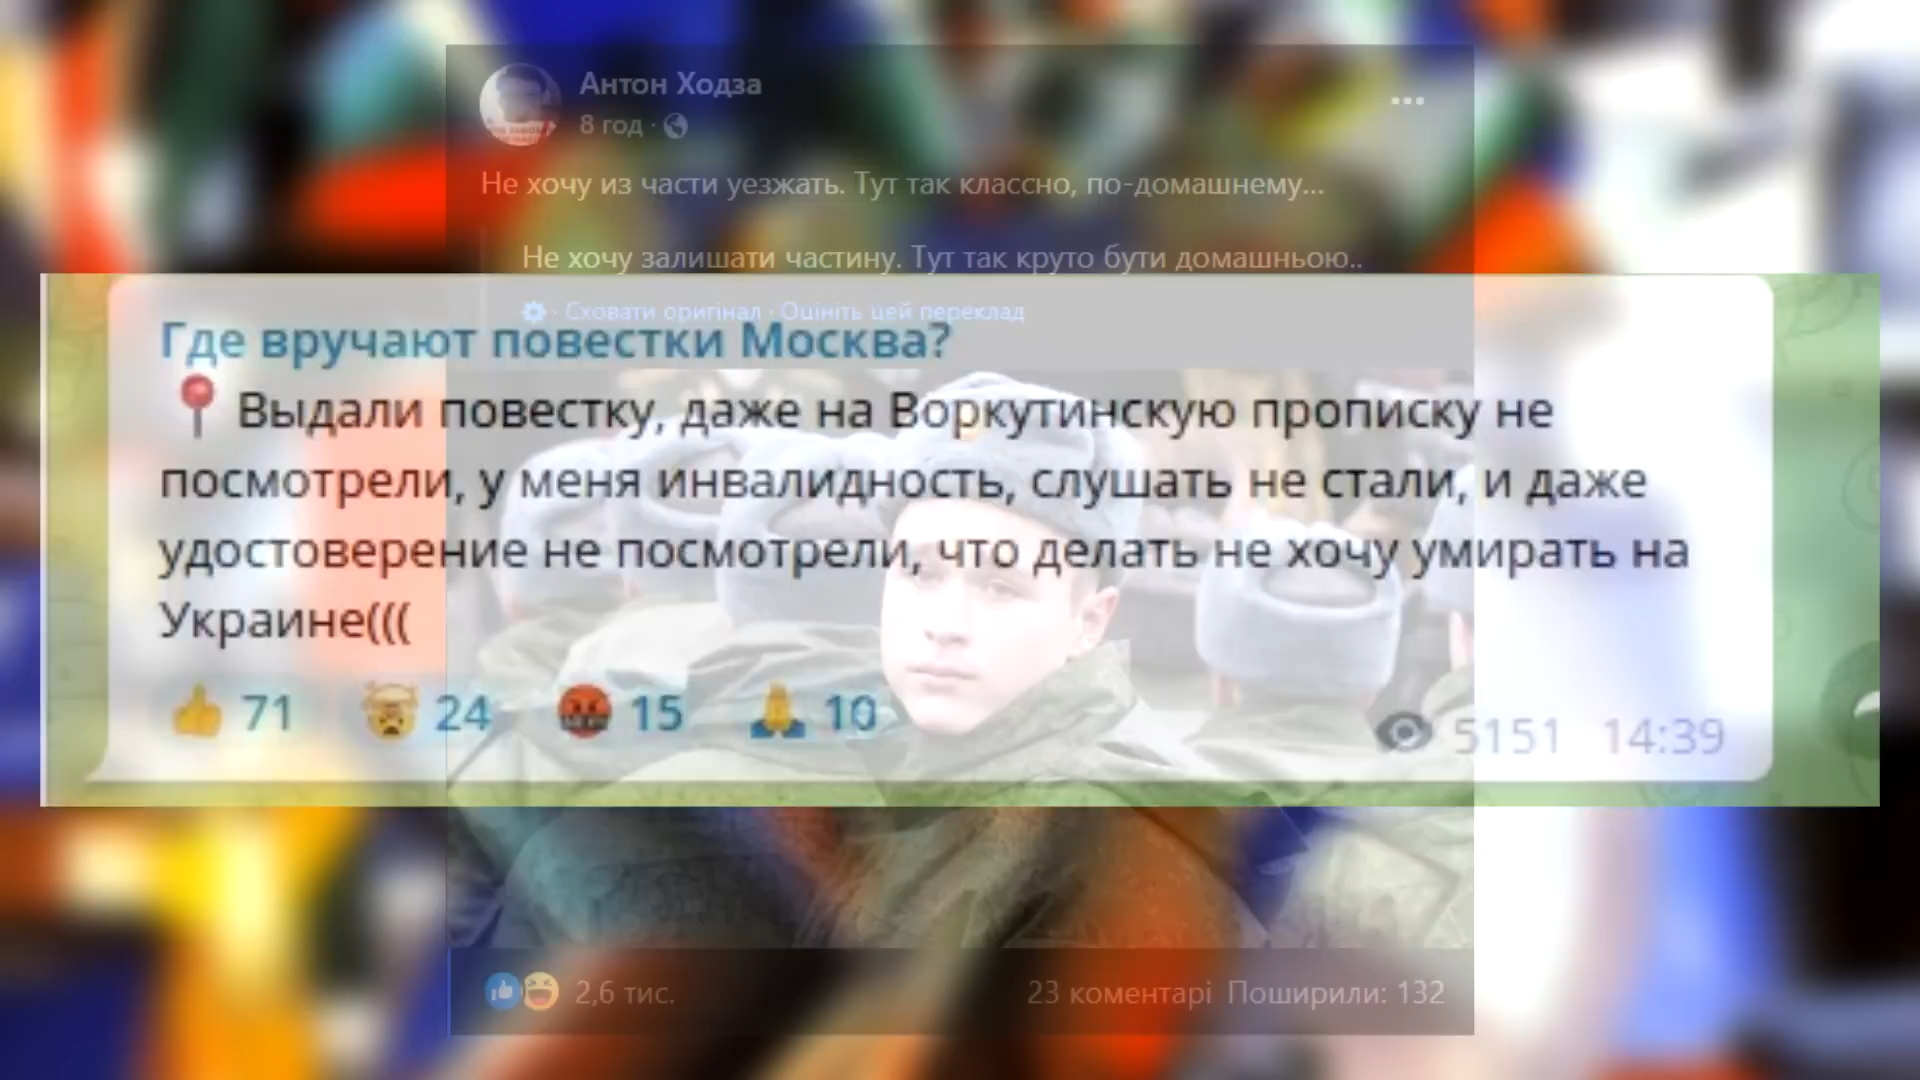 Антон Ходза
8 год ·
Не хочу из части уезжать. Тут так классно, по-домашнему...
Не хочу залишати частину. Тут так круто бути домашньою..
· Сховати оригінал · Оцініть цей переклад
Где вручают повестки Москва?
📍 Выдали повестку, даже на Воркутинскую прописку не
посмотрели, у меня инвалидность, слушать не стали, и даже
удостоверение не посмотрели, что делать не хочу умирать на
Украине(((
👍 71 🤯 24 🤬 15 🙏 10
5151 14:39
2,6 тис. 23 коментарі Поширили: 132